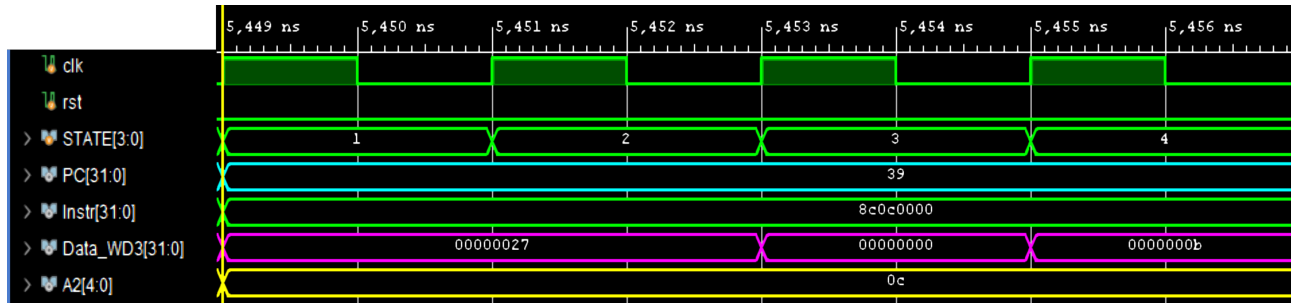 5,449 ns 5,450 ns 5,451 ns 5,452 ns 5,453 ns 5,454 ns 5,455 ns 5,456 ns
clk
rst
STATE[3:0] 1 2 3 4
PC[31:0] 39
Instr[31:0] 8c0c0000
Data_WD3[31:0] 00000027 00000000 0000000b
A2[4:0] 0c